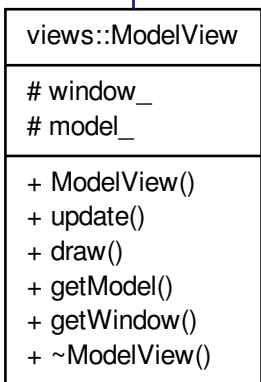 views::ModelView
# window_
# model_
+ ModelView()
+ update()
+ draw()
+ getModel()
+ getWindow()
+ ~ModelView()